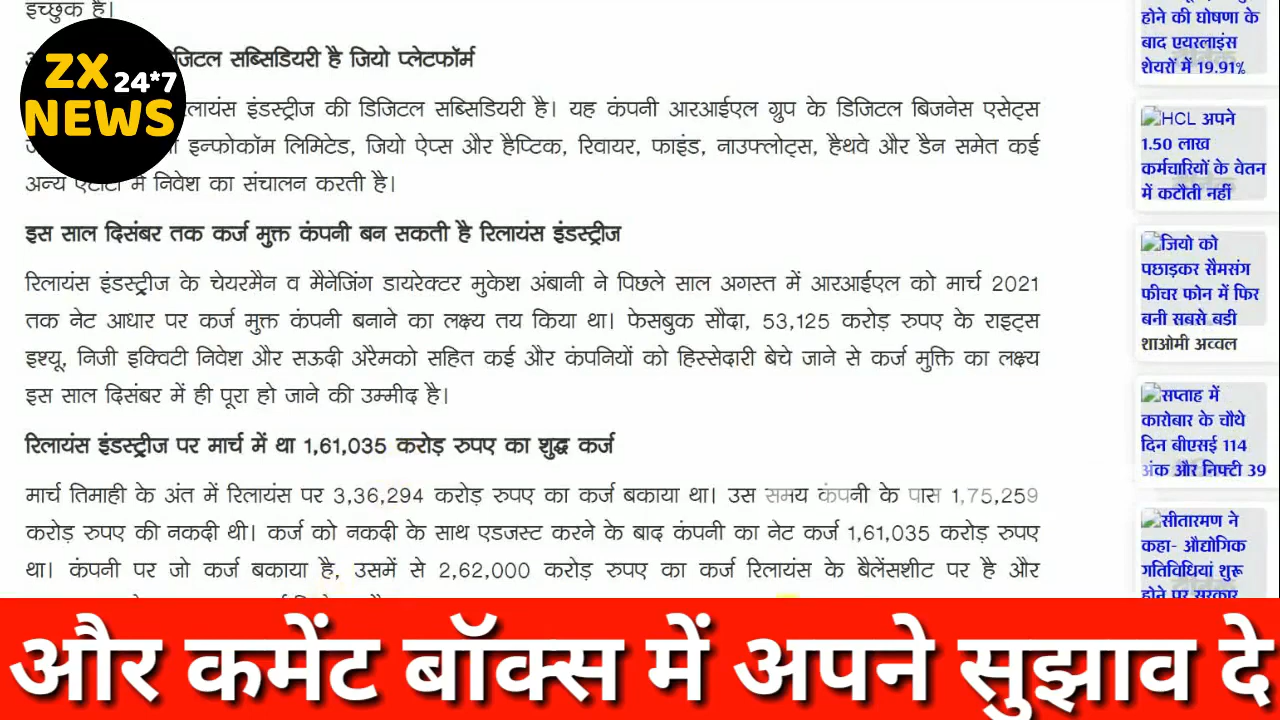 इच्छुक है।
डिजिटल सब्सिडियरी है जियो प्लेटफॉर्म
रिलायंस इंडस्ट्रीज की डिजिटल सब्सिडियरी है। यह कंपनी आरआईएल ग्रुप के डिजिटल बिजनेस एसेट्स
इन्फोकॉम लिमिटेड, जियो ऐप्स और हैप्टिक, रिवायर, फाइंड, नाउफ्लोट्स, हैथवे और डैन समेत कई
अन्य में निवेश का संचालन करती है।
इस साल दिसंबर तक कर्ज मुक्त कंपनी बन सकती है रिलायंस इंडस्ट्रीज
रिलायंस इंडस्ट्रीज के चेयरमैन व मैनेजिंग डायरेक्टर मुकेश अंबानी ने पिछले साल अगस्त में आरआईएल को मार्च 2021
तक नेट आधार पर कर्ज मुक्त कंपनी बनाने का लक्ष्य तय किया था। फेसबुक सौदा, 53,125 करोड़ रुपए के राइट्स
इश्यू, निजी इक्विटी निवेश और सऊदी अरैमको सहित कई और कंपनियों को हिस्सेदारी बेचे जाने से कर्ज मुक्ति का लक्ष्य
इस साल दिसंबर में ही पूरा हो जाने की उम्मीद है।
रिलायंस इंडस्ट्रीज पर मार्च में था 1,61,035 करोड़ रुपए का शुद्ध कर्ज
मार्च तिमाही के अंत में रिलायंस पर 3,36,294 करोड़ रुपए का कर्ज बकाया था। उस समय कंपनी के पास 1,75,259
करोड़ रुपए की नकदी थी। कर्ज को नकदी के साथ एडजस्ट करने के बाद कंपनी का नेट कर्ज 1,61,035 करोड़ रुपए
था। कंपनी पर जो कर्ज बकाया है, उसमें से 2,62,000 करोड़ रुपए का कर्ज रिलायंस के बैलेंसशीट पर है और
ZX
24*7
NEWS
होने की घोषणा के
बाद एयरलाइंस
शेयरों में 19.91%
HCL अपने
1.50 लाख
कर्मचारियों के वेतन
में कटौती नहीं
जियो को
पछाड़कर सैमसंग
फीचर फोन में फिर
बनी सबसे बडी
शाओमी अव्वल
सप्ताह में
कारोबार के चौथे
दिन बीएसई 114
अंक और निफ्टी 39
सीतारमण ने
कहा- औद्योगिक
गतिविधियां शुरू
होने पर सरकार
और कमेंट बॉक्स में अपने सुझाव दे